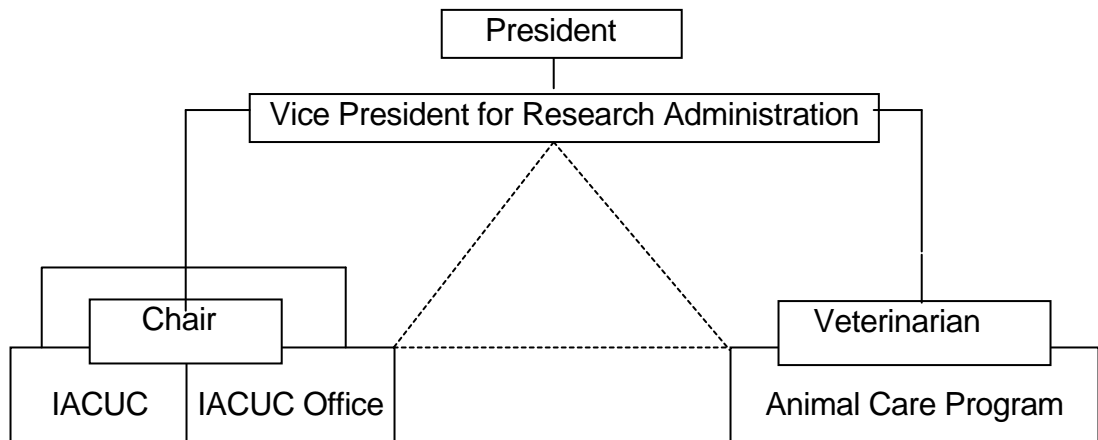 President
Vice President for Research Administration
Chair
Veterinarian
IACUC
IACUC Office
Animal Care Program